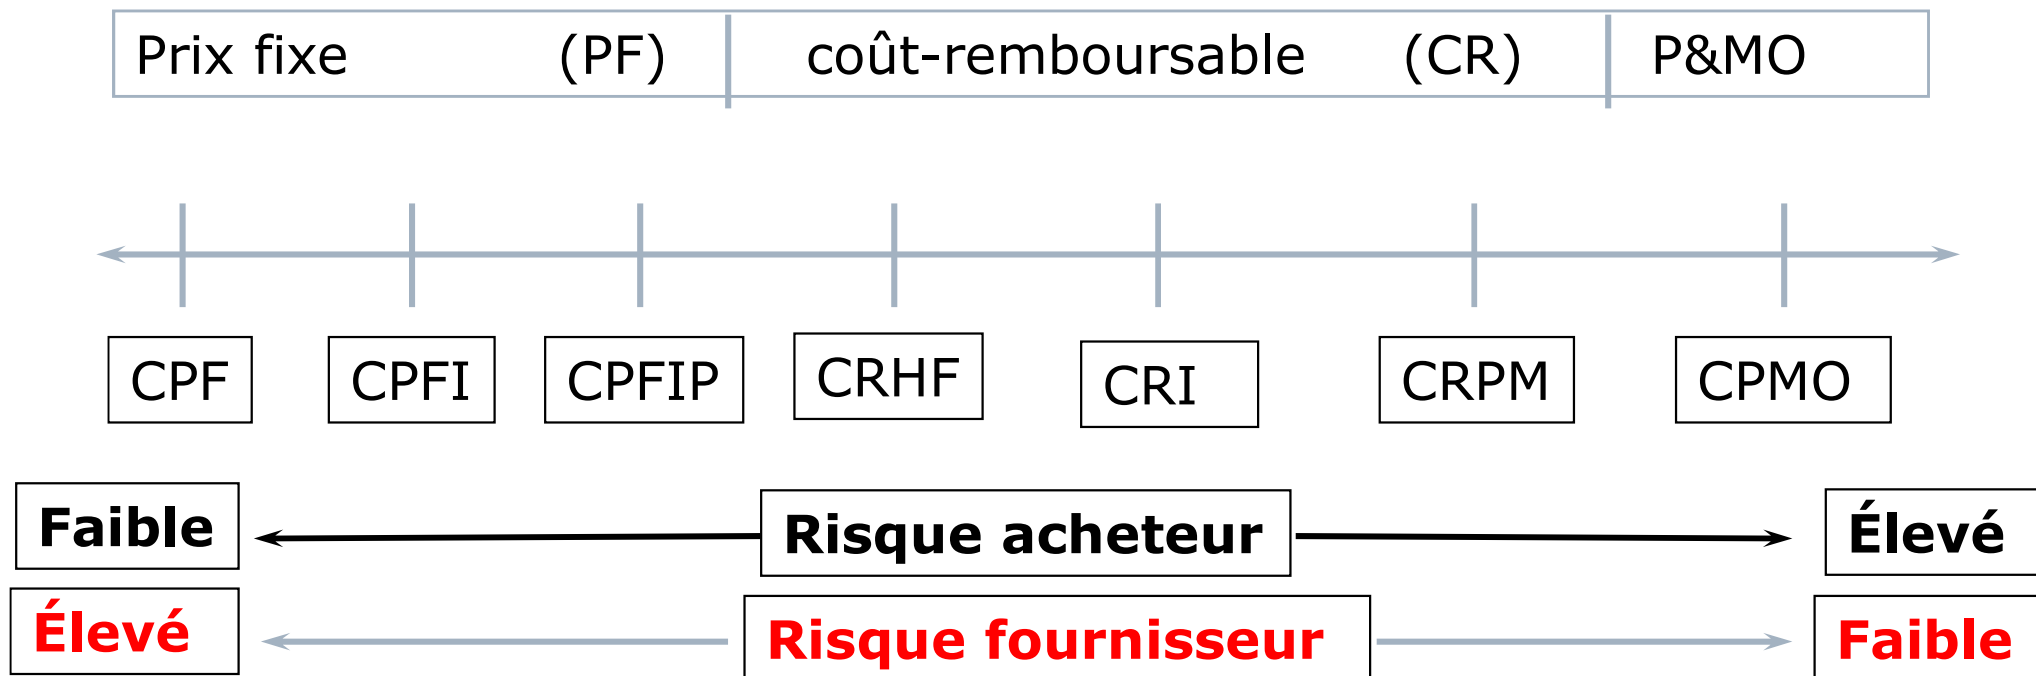 Prix fixe (PF) coût-remboursable (CR) P&MO
CPF CPFI CPFIP CRHF CRI CRPM CPMO
Faible Risque acheteur Élevé
Élevé Risque fournisseur Faible